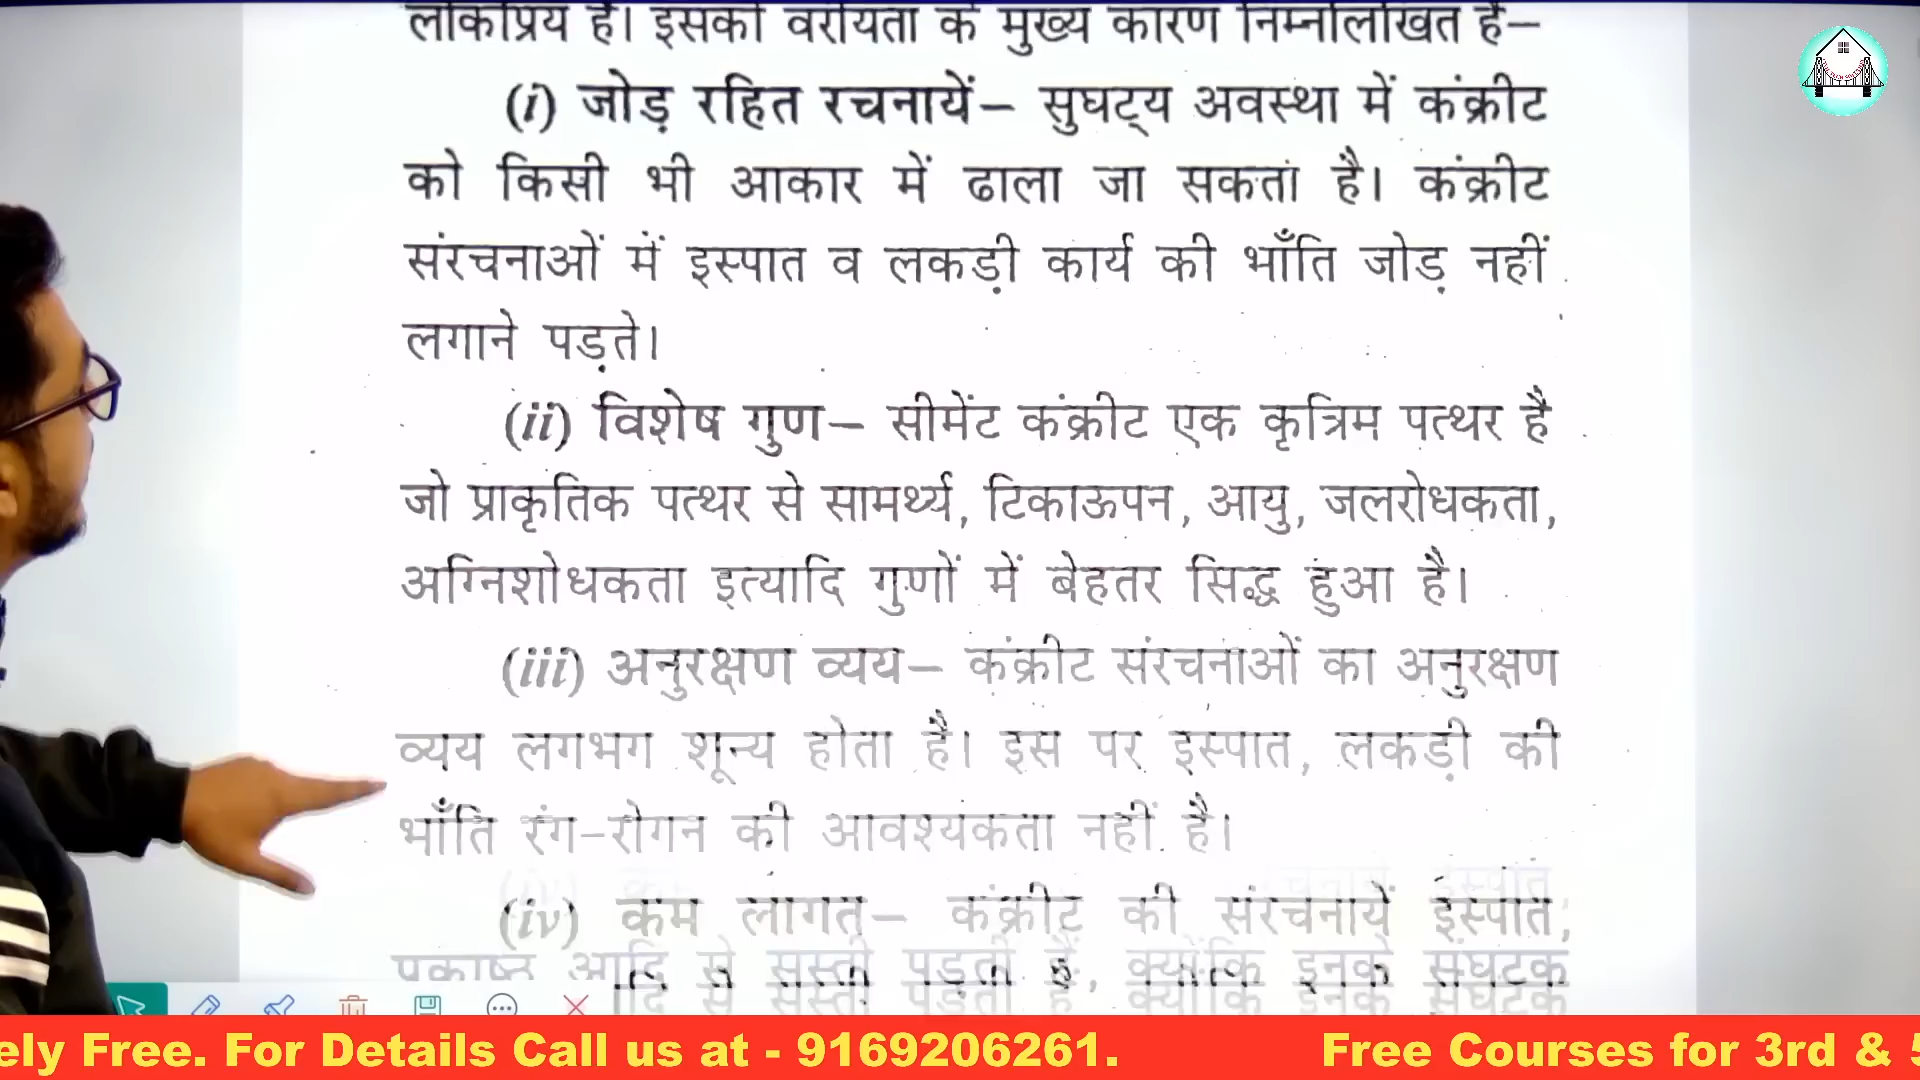 लोकप्रिय है। इसकी वरीयता के मुख्य कारण निम्नलिखित हैं—
(i) जोड़ रहित रचनायें— सुघट्य अवस्था में कंक्रीट
को किसी भी आकार में ढाला जा सकता है। कंक्रीट
संरचनाओं में इस्पात व लकड़ी कार्य की भाँति जोड़ नहीं
लगाने पड़ते।
(ii) विशेष गुण— सीमेंट कंक्रीट एक कृत्रिम पत्थर है
जो प्राकृतिक पत्थर से सामर्थ्य, टिकाऊपन, आयु, जलरोधकता,
अग्निशोधकता इत्यादि गुणों में बेहतर सिद्ध हुआ है।
(iii) अनुरक्षण व्यय— कंक्रीट संरचनाओं का अनुरक्षण
व्यय लगभग शून्य होता है। इस पर इस्पात, लकड़ी की
भाँति रंग-रोगन की आवश्यकता नहीं है।
(iv) कम लागत— कंक्रीट की संरचनायें इस्पात,
आदि से सस्ती पड़ती हैं, क्योंकि इनके संघटक
ely Free. For Details Call us at - 9169206261. Free Courses for 3rd & 5